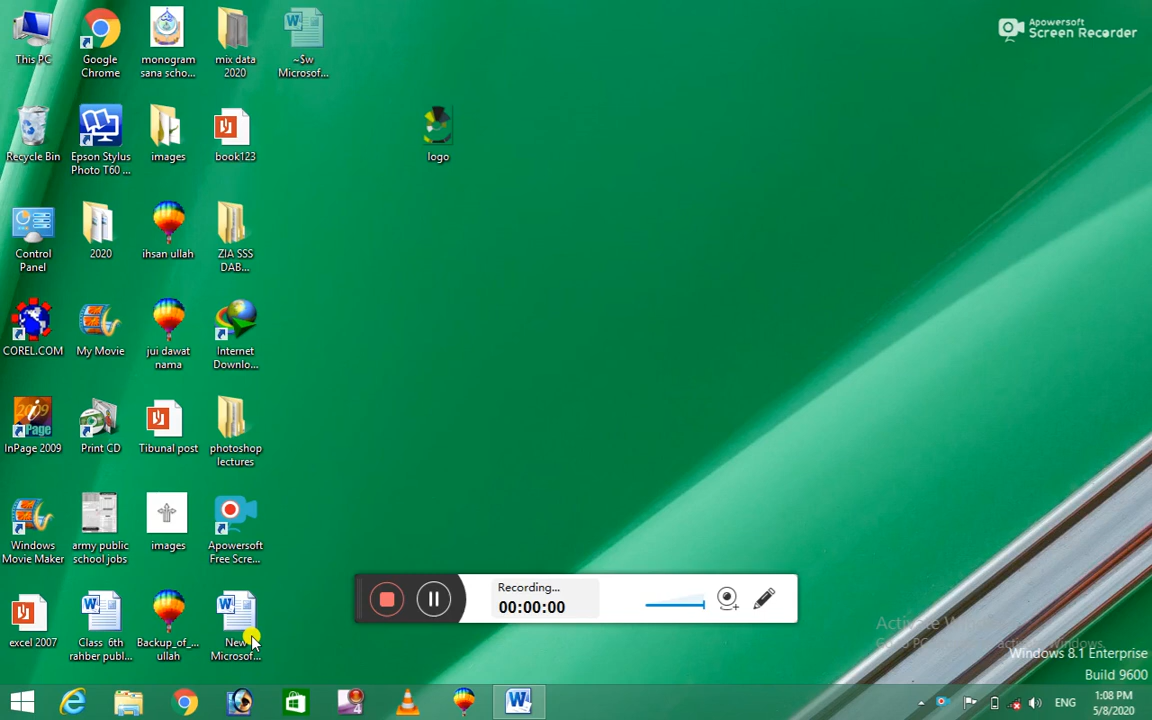 Apowersoft
Screen Recorder
This PC
Google
Chrome
monogram
sana scho...
mix data
2020
~$w
Microsof...
Recycle Bin
Epson Stylus
Photo T60 ...
images
book123
logo
Control
Panel
2020
ihsan ullah
ZIA SSS
DAB...
COREL.COM
My Movie
jui dawat
nama
Internet
Downlo...
InPage 2009
Print CD
Tibunal post
photoshop
lectures
Windows
Movie Maker
army public
school jobs
images
Apowersoft
Free Scre...
excel 2007
Class 6th
rahber publ...
Backup_of_...
ullah
New
Microsof...
Recording...
00:00:00
Activate
Windows 8.1 Enterprise
Build 9600
ENG
1:08 PM
5/8/2020